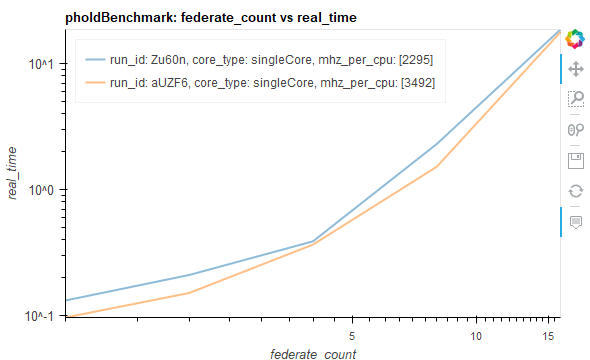 pholdBenchmark: federate_count vs real_time
run_id: Zu60n, core_type: singleCore, mhz_per_cpu: [2295]
run_id: aUZF6, core_type: singleCore, mhz_per_cpu: [3492]
10^1
10^0
10^-1
real_time
5 10 15
federate_count